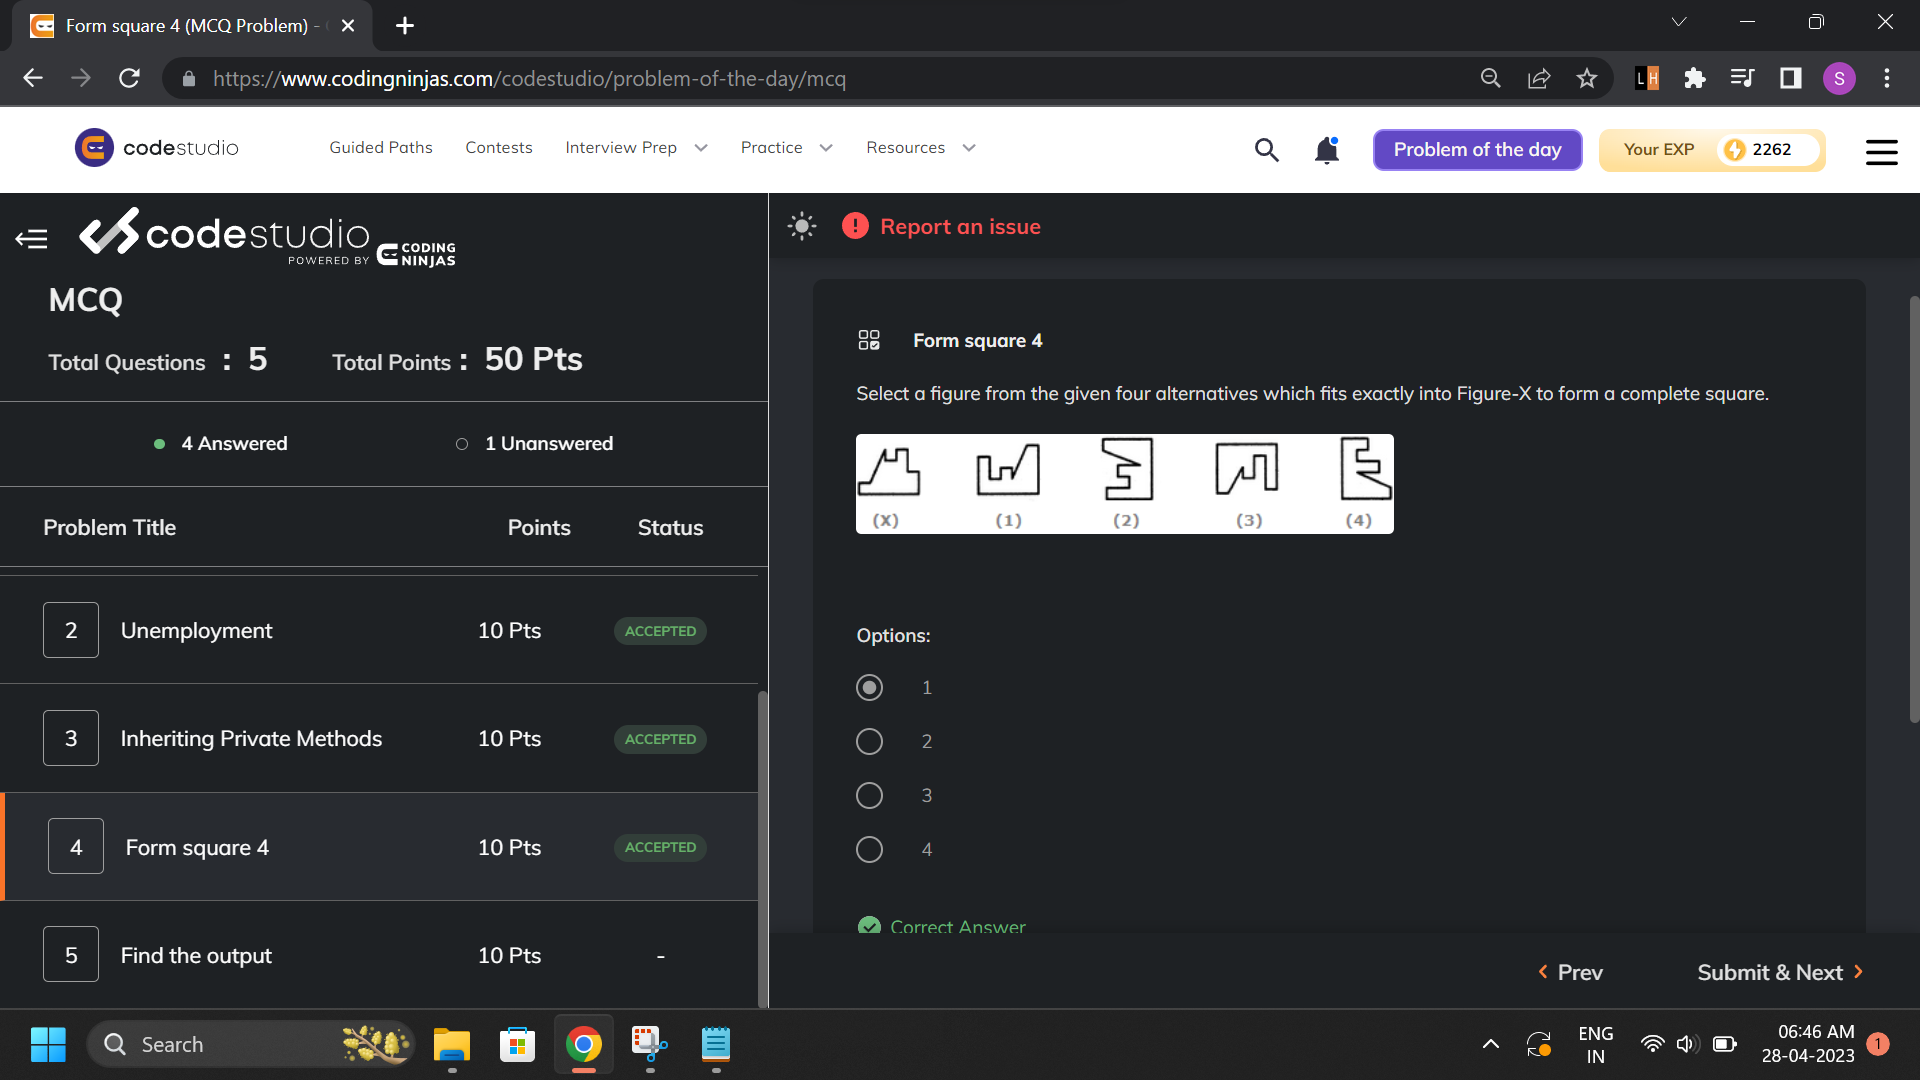 Form square 4 (MCQ Problem) -
https://www.codingninjas.com/codestudio/problem-of-the-day/mcq
LH
S
codestudio
Guided Paths
Contests
Interview Prep
Practice
Resources
Problem of the day
Your EXP
2262
codestudio
POWERED BY CODING NINJAS
MCQ
Total Questions : 5
Total Points : 50 Pts
4 Answered
1 Unanswered
Problem Title
Points
Status
2
Unemployment
10 Pts
ACCEPTED
3
Inheriting Private Methods
10 Pts
ACCEPTED
4
Form square 4
10 Pts
ACCEPTED
5
Find the output
10 Pts
-
Report an issue
Form square 4
Select a figure from the given four alternatives which fits exactly into Figure-X to form a complete square.
(X)
(1)
(2)
(3)
(4)
Options:
1
2
3
4
Correct Answer
Prev
Submit & Next
Search
ENG
IN
06:46 AM
28-04-2023
1